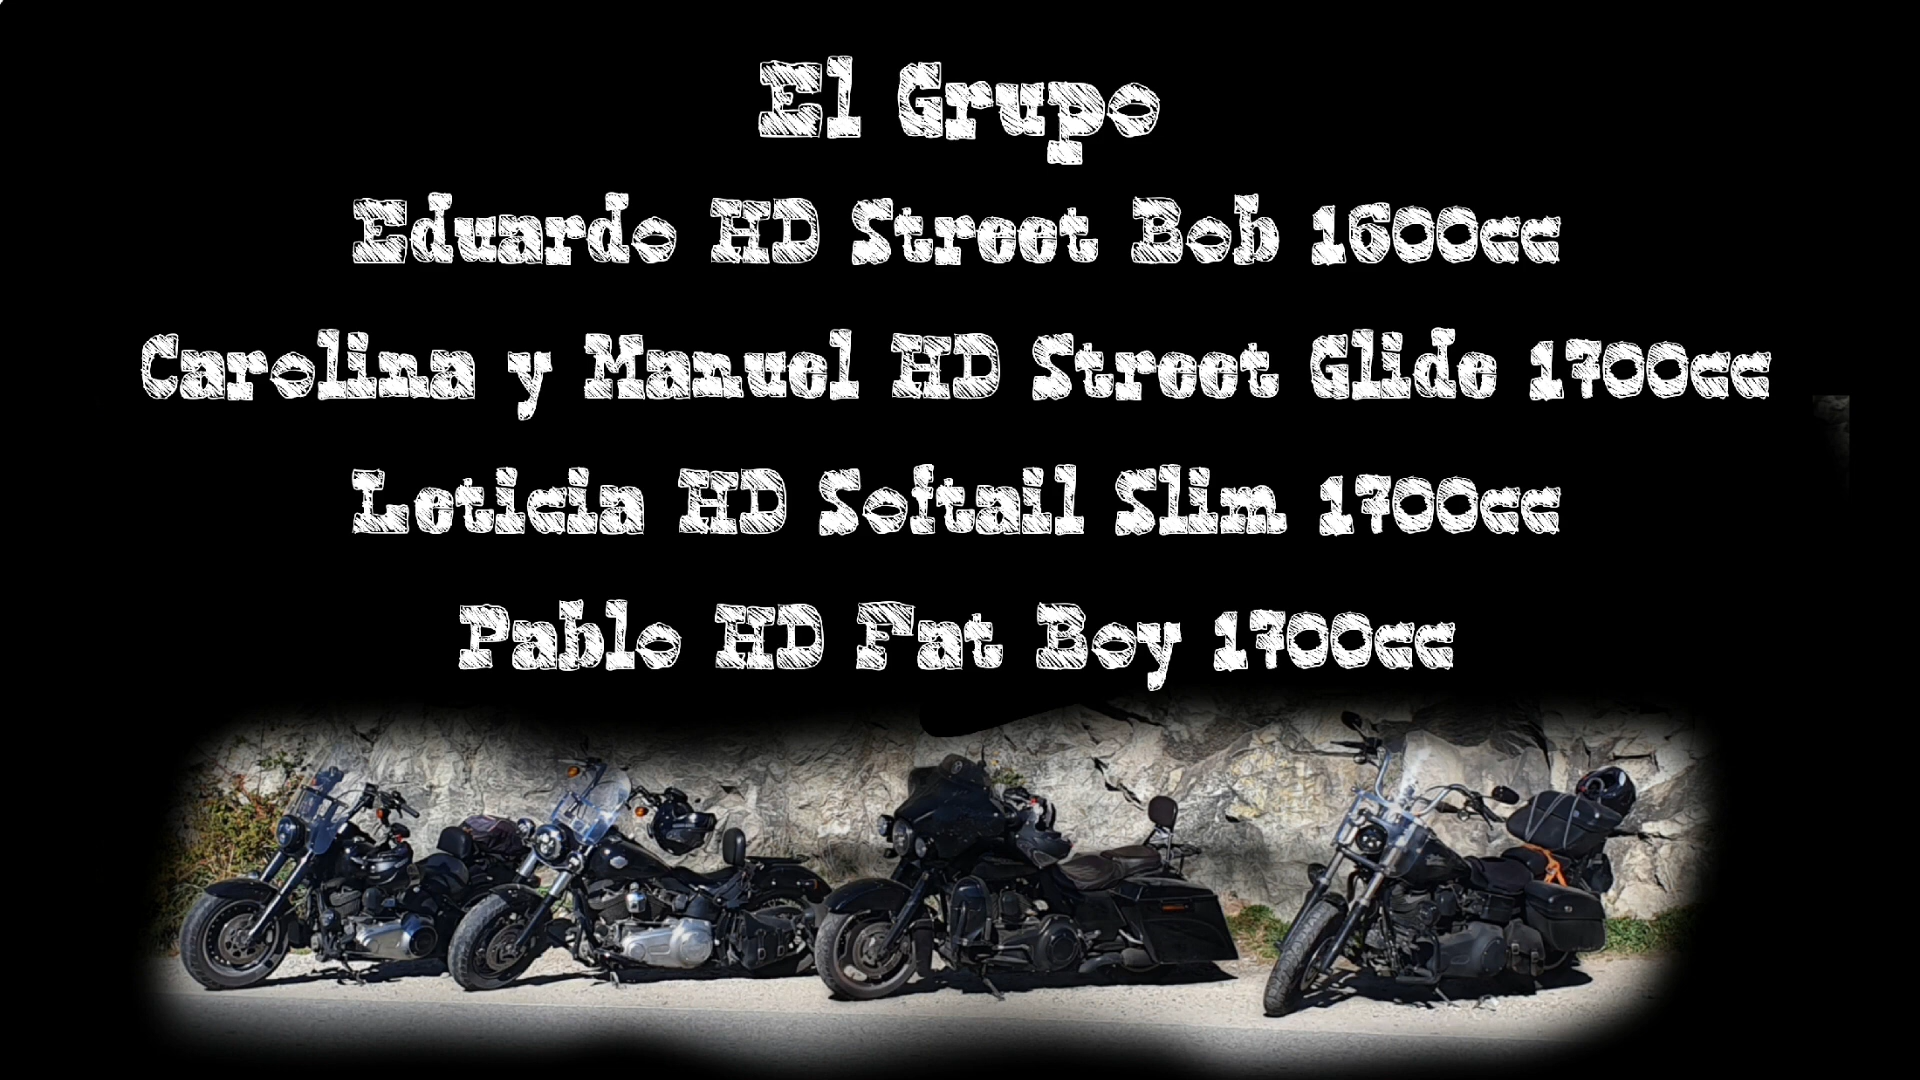 El Grupo
Eduardo HD Street Bob 1600cc
Carolina y Manuel HD Street Glide 1700cc
Leticia HD Softail Slim 1700cc
Pablo HD Fat Boy 1700cc